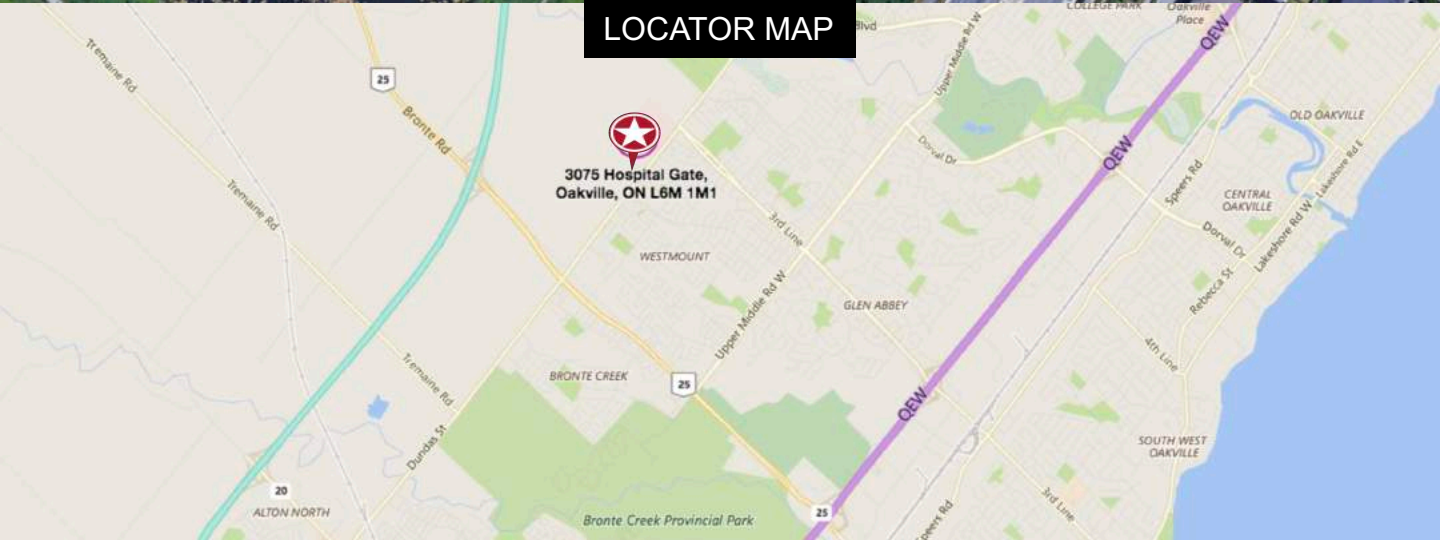 LOCATOR MAP
COLLEGE PARK
Oakville
Place
Blvd
QEW
Upper Middle Rd W
Tremaine Rd
25
Bronte Rd
OLD OAKVILLE
3075 Hospital Gate,
Oakville, ON L6M 1M1
Dorval Dr
QEW
Speers Rd
Lakeshore Rd E
Tremaine Rd
3rd Line
CENTRAL
OAKVILLE
Dorval Dr
Lakeshore Rd W
WESTMOUNT
Rebecca St
Upper Middle Rd W
GLEN ABBEY
4th Line
Tremaine Rd
BRONTE CREEK
25
QEW
Dundas St
SOUTH WEST
OAKVILLE
20
ALTON NORTH
3rd Line
Bronte Creek Provincial Park
25
Speers Rd